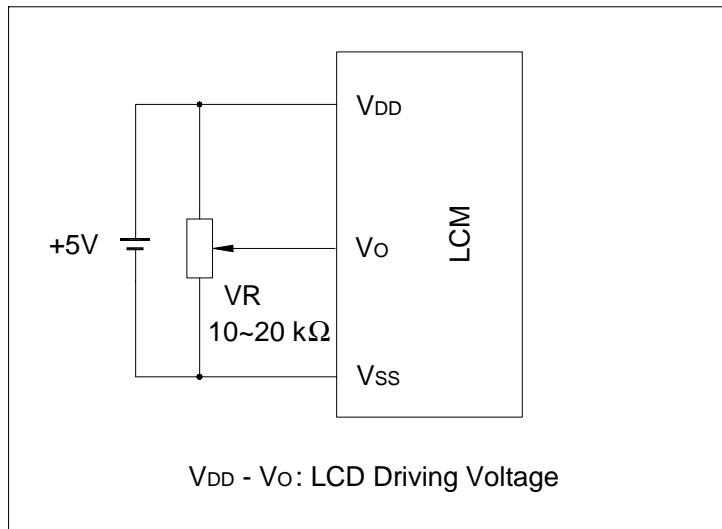 VDD
+5V
VO
LCM
VR
10~20 kΩ
VSS
VDD - VO: LCD Driving Voltage